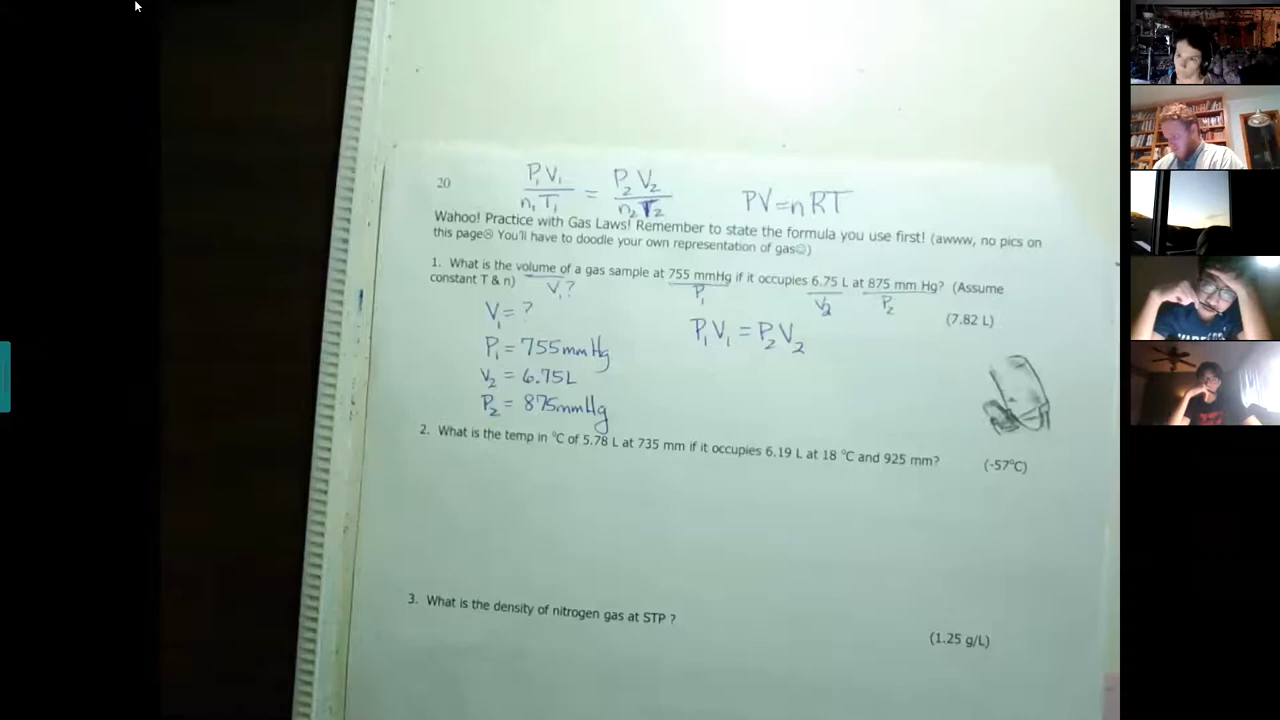 20
P₁V₁/n₁T₁ = P₂V₂/n₂T₂
PV=nRT
Wahoo! Practice with Gas Laws! Remember to state the formula you use first! (awww, no pics on
this page☹ You'll have to doodle your own representation of gas☺)
1. What is the volume of a gas sample at 755 mmHg if it occupies 6.75 L at 875 mm Hg? (Assume
constant T & n)
V₁?
P₁
V₂
P₂
(7.82 L)
V₁ = ?
P₁V₁ = P₂V₂
P₁ = 755mmHg
V₂ = 6.75L
P₂ = 875mmHg
2. What is the temp in °C of 5.78 L at 735 mm if it occupies 6.19 L at 18 °C and 925 mm?
(-57°C)
3. What is the density of nitrogen gas at STP ?
(1.25 g/L)